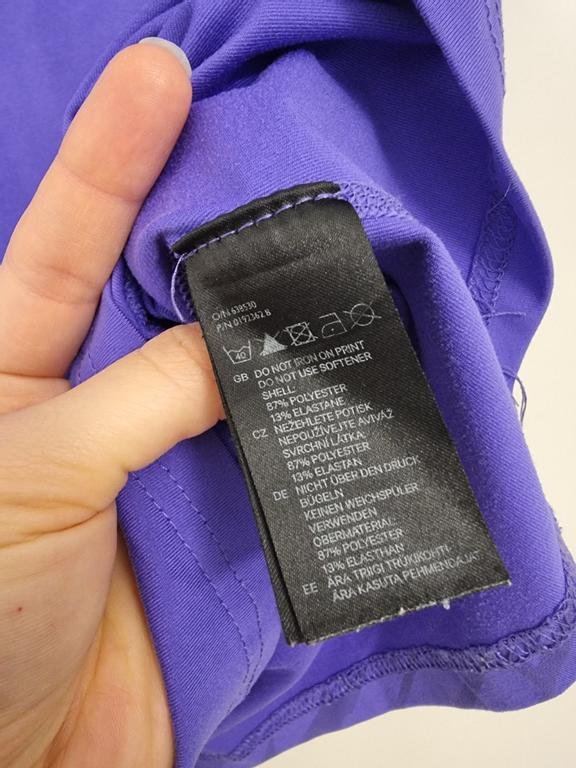 O/N 638530
P/N 0192362.8
40
GB DO NOT IRON ON PRINT
DO NOT USE SOFTENER
SHELL:
87% POLYESTER
13% ELASTANE
CZ NEŽEHLETE POTISK
NEPOUŽÍVEJTE AVIVÁŽ
SVRCHNÍ LÁTKA:
87% POLYESTER
13% ELASTAN
DE NICHT ÜBER DEN DRUCK
BÜGELN
KEINEN WEICHSPÜLER
VERWENDEN
OBERMATERIAL:
87% POLYESTER
13% ELASTHAN
EE ÄRA TRIIGI TRÜKIKOHTI
ÄRA KASUTA PEHMENDAJAT